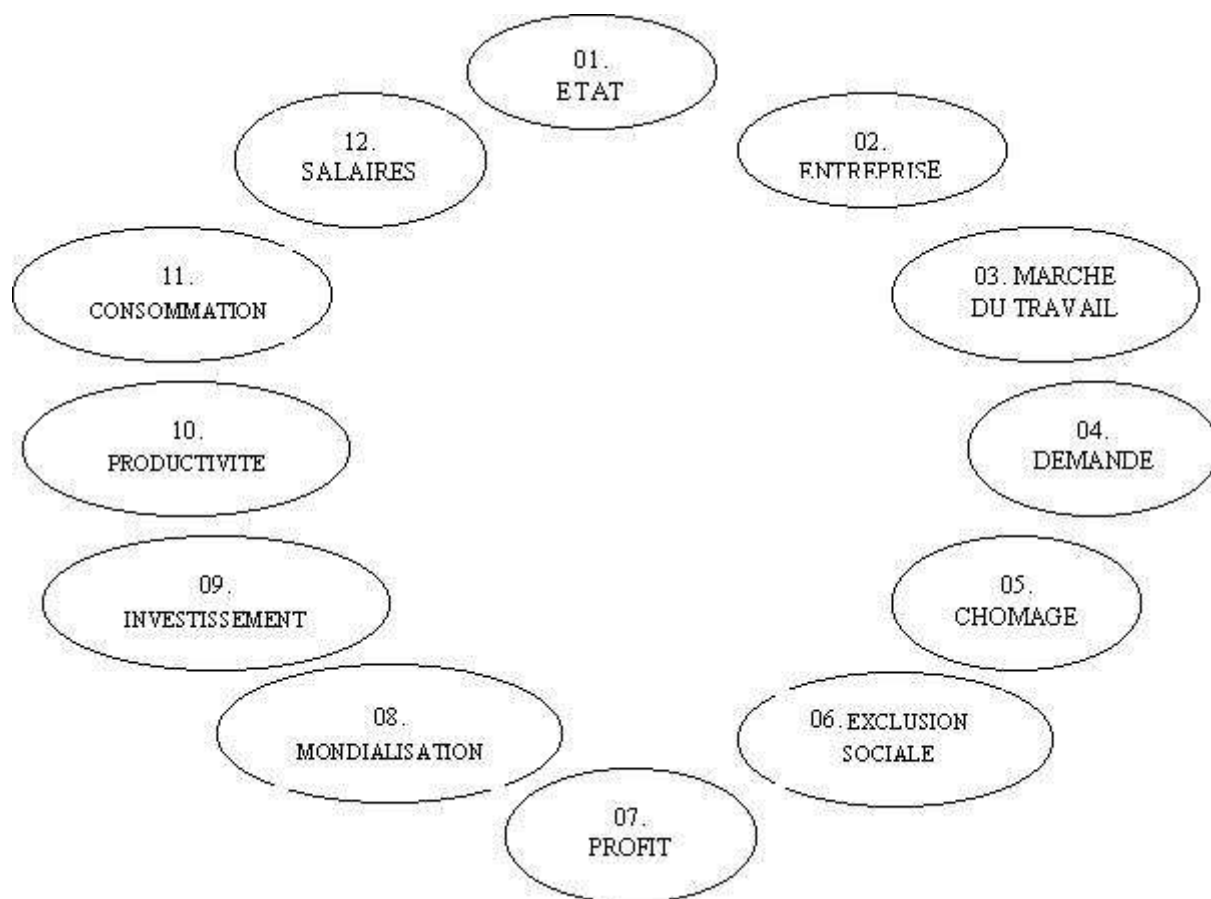 01.
ETAT
02.
ENTREPRISE
03. MARCHE
DU TRAVAIL
04.
DEMANDE
05.
CHOMAGE
06. EXCLUSION
SOCIALE
07.
PROFIT
08.
MONDIALISATION
09.
INVESTISSEMENT
10.
PRODUCTIVITE
11.
CONSOMMATION
12.
SALAIRES